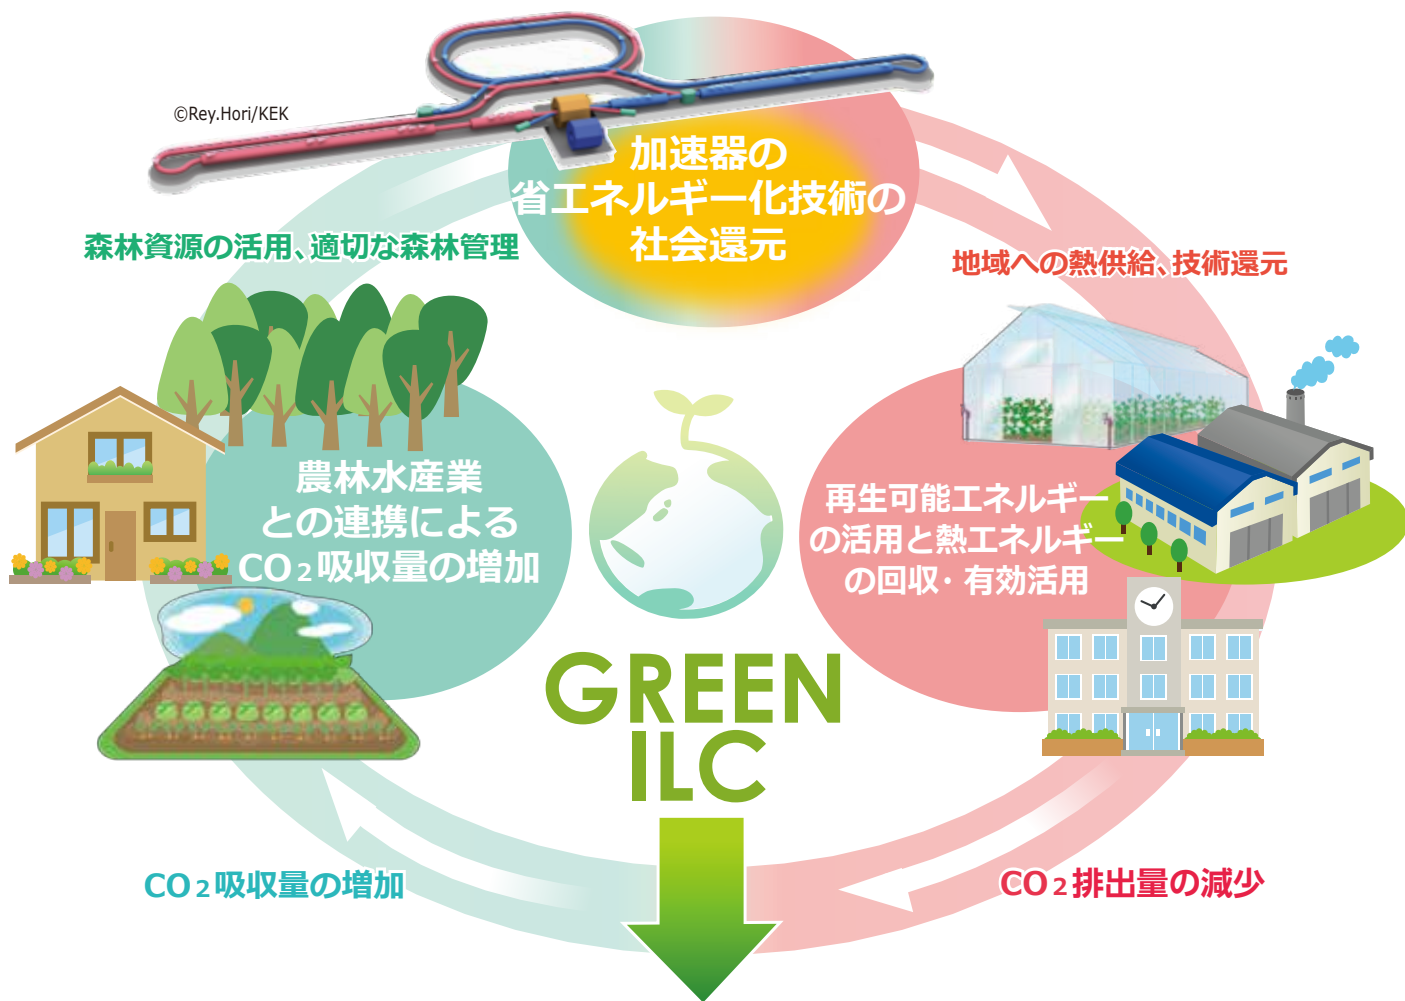 ©Rey.Hori/KEK
加速器の
省エネルギー化技術の
社会還元
森林資源の活用、適切な森林管理
地域への熱供給、技術還元
農林水産業
との連携による
CO₂吸収量の増加
再生可能エネルギー
の活用と熱エネルギー
の回収・有効活用
GREEN
ILC
CO₂吸収量の増加
CO₂排出量の減少